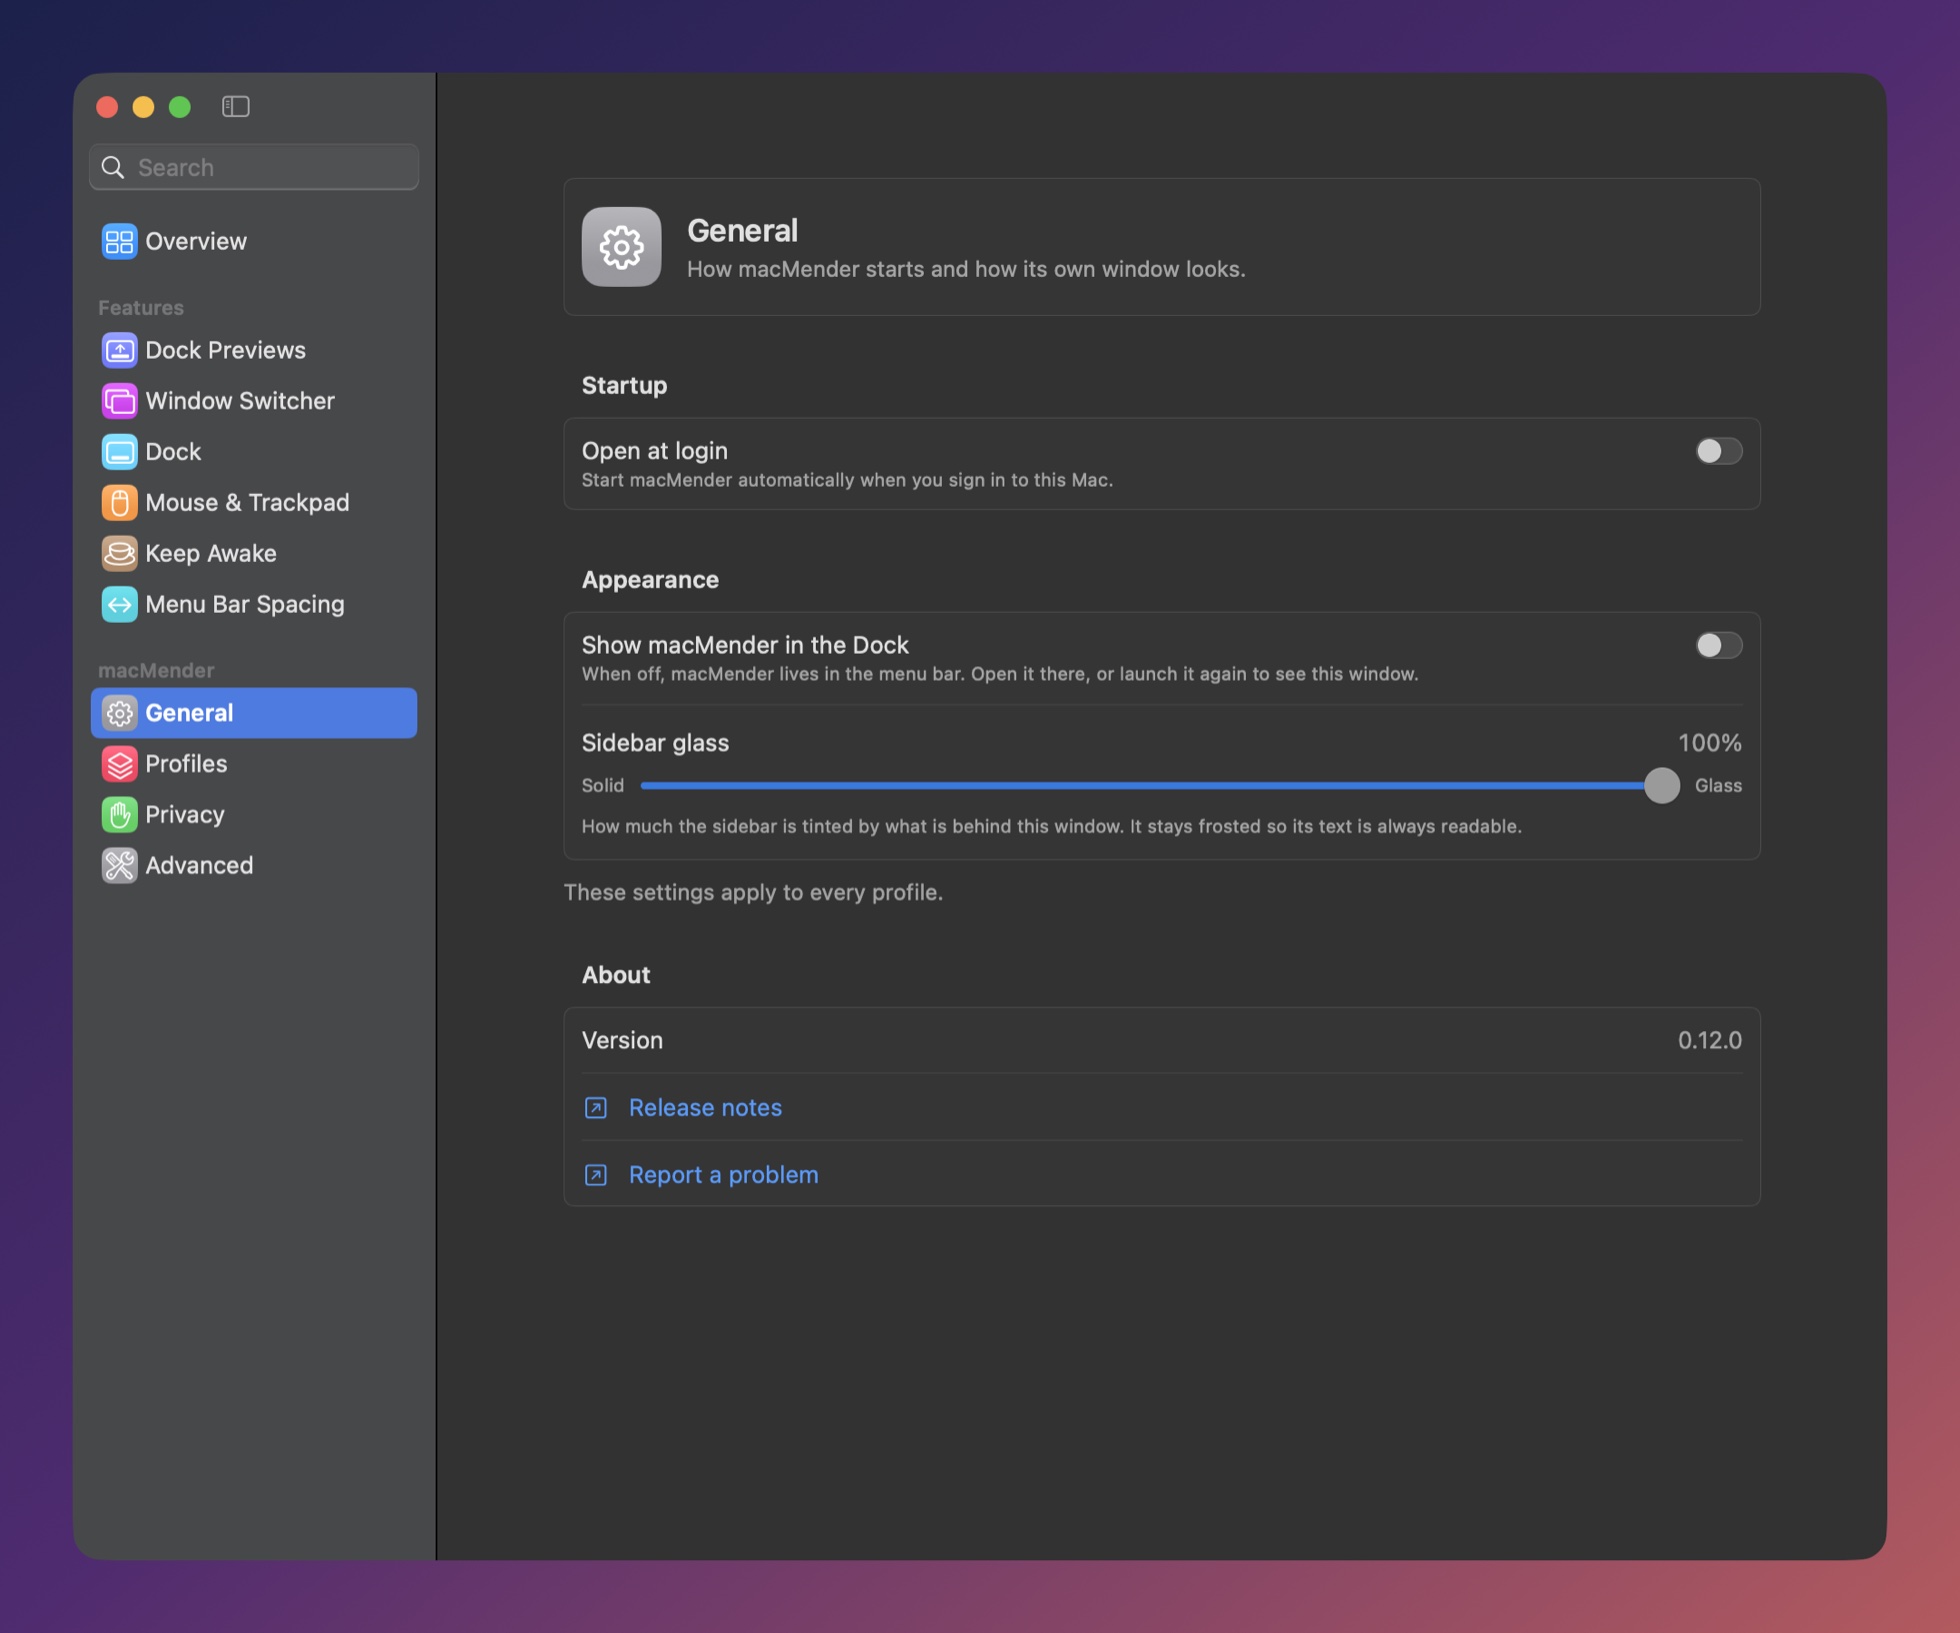 Search
Overview
Features
Dock Previews
Window Switcher
Dock
Mouse & Trackpad
Keep Awake
Menu Bar Spacing
macMender
General
Profiles
Privacy
Advanced
General
How macMender starts and how its own window looks.
Startup
Open at login
Start macMender automatically when you sign in to this Mac.
Appearance
Show macMender in the Dock
When off, macMender lives in the menu bar. Open it there, or launch it again to see this window.
Sidebar glass 100%
Solid Glass
How much the sidebar is tinted by what is behind this window. It stays frosted so its text is always readable.
These settings apply to every profile.
About
Version 0.12.0
Release notes
Report a problem